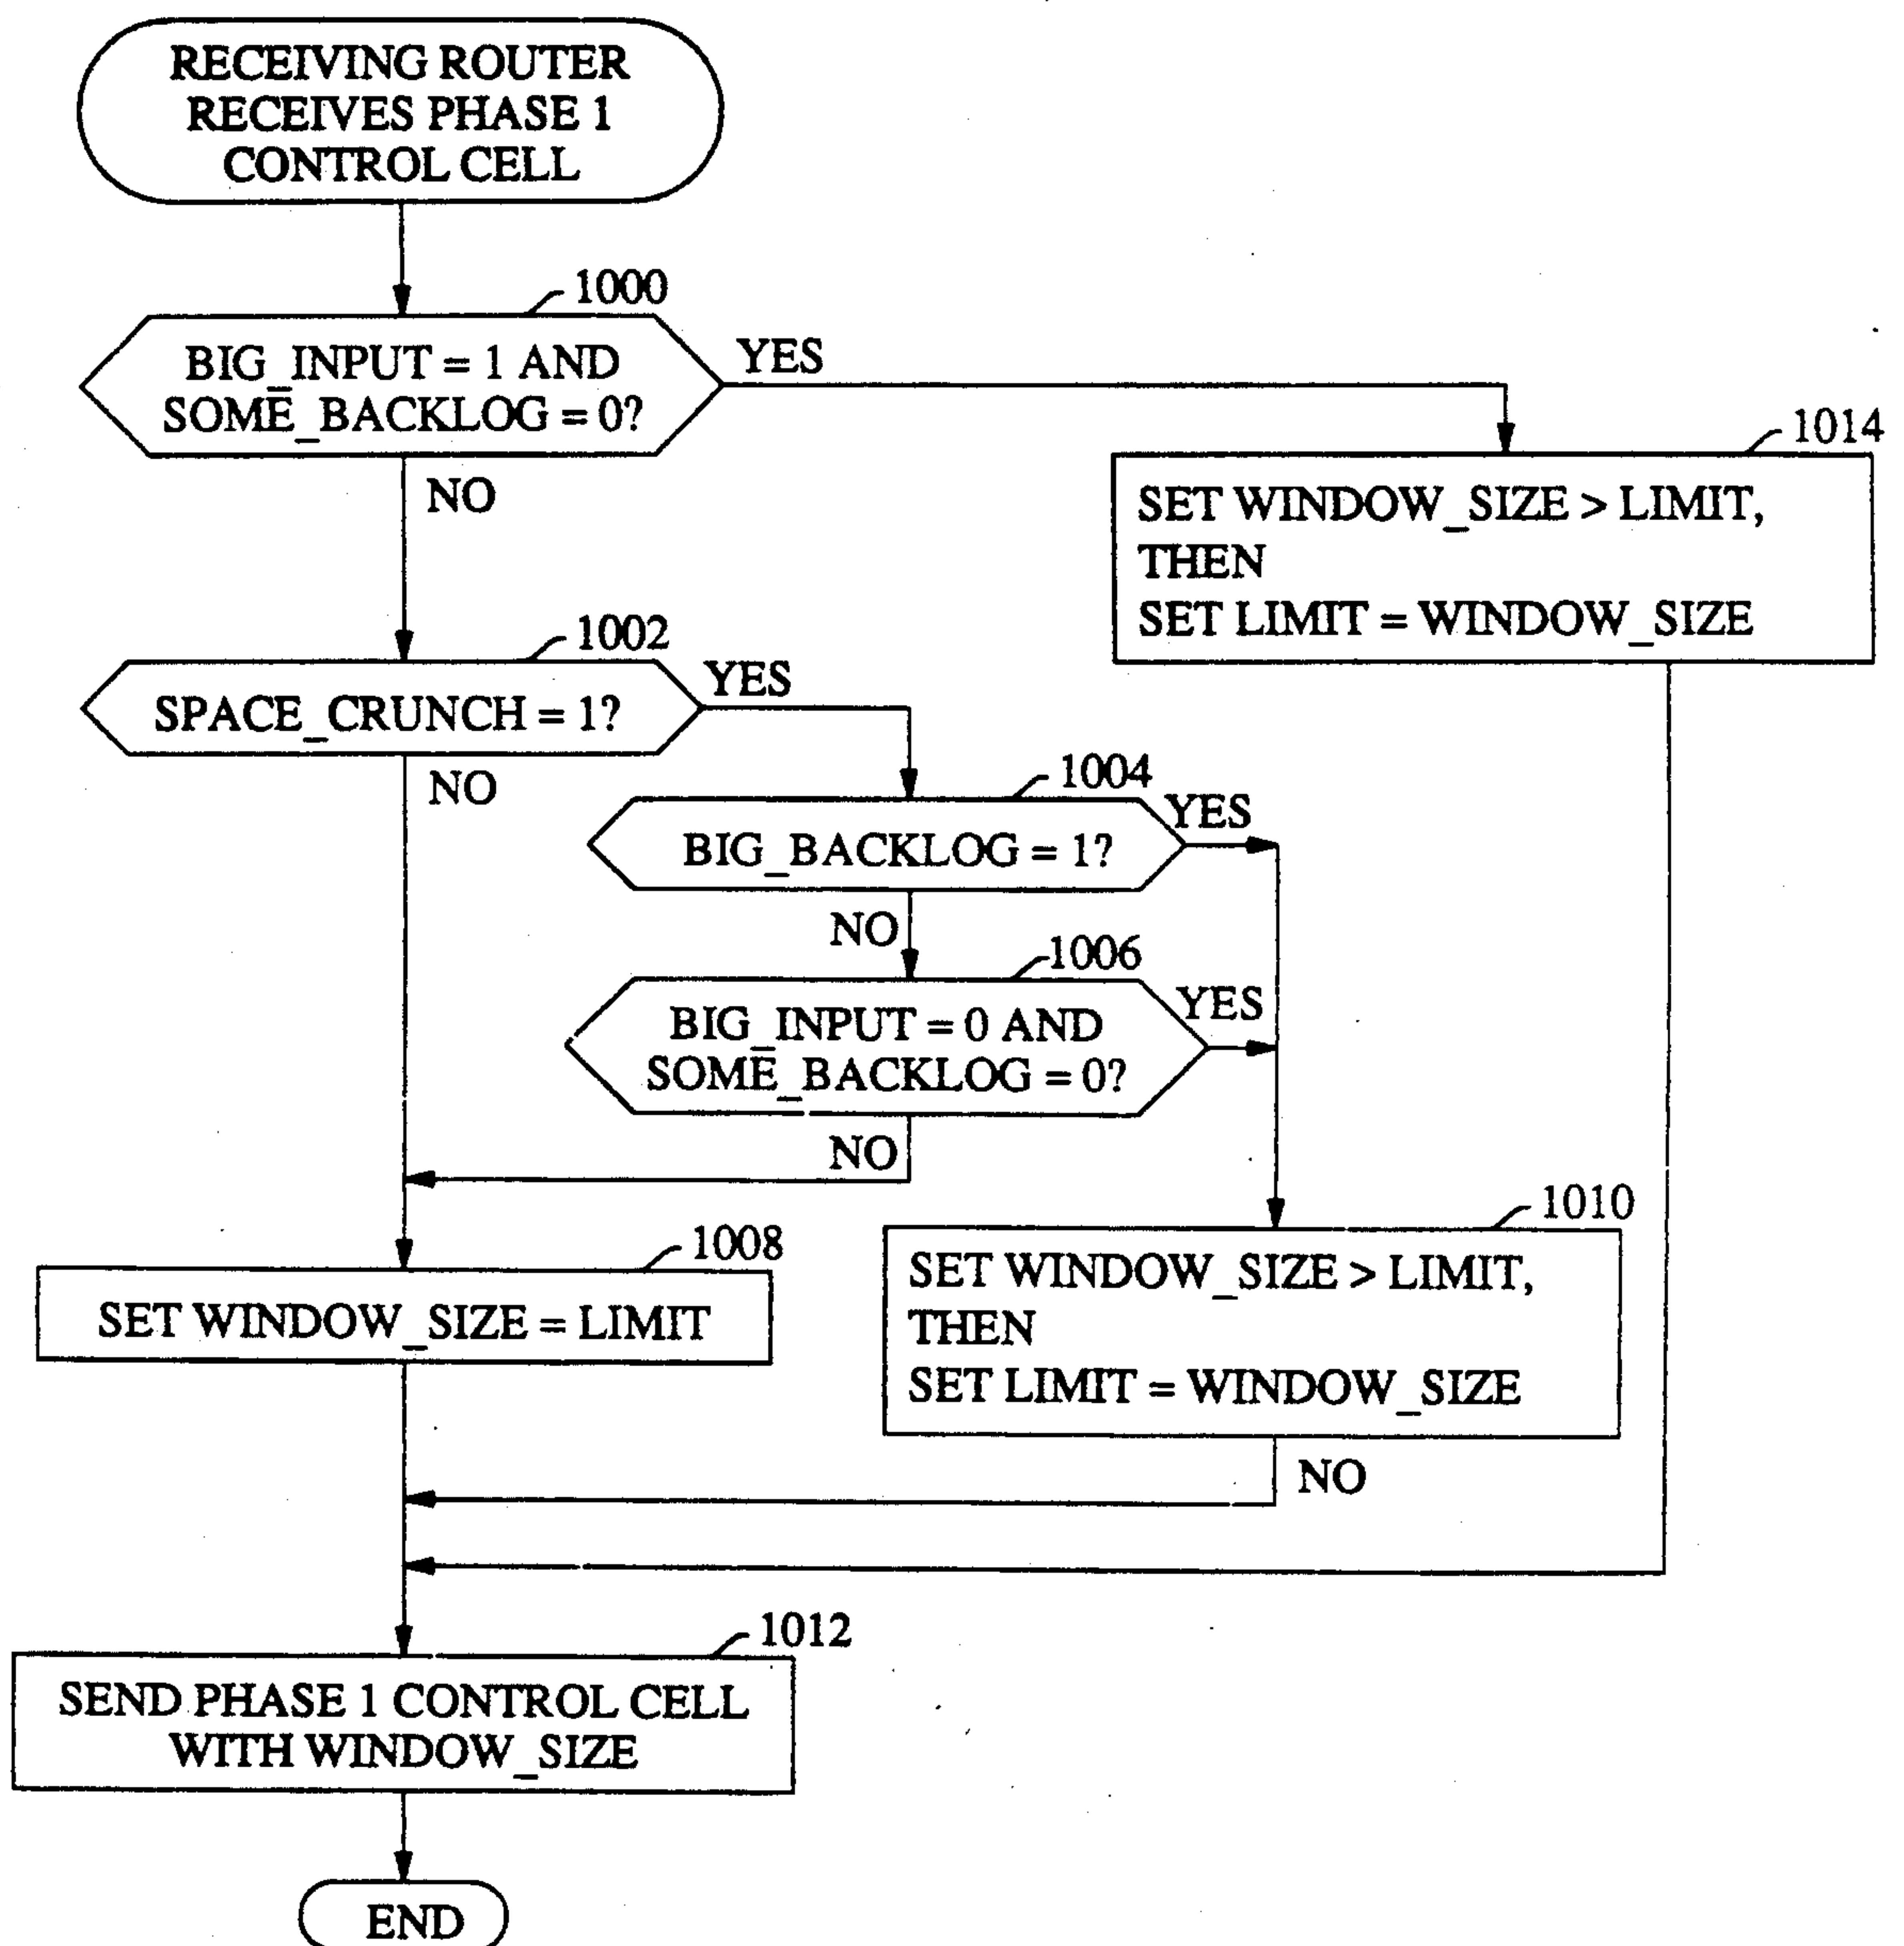 RECEIVING ROUTER
RECEIVES PHASE 1
CONTROL CELL
1000
BIG_INPUT = 1 AND
SOME_BACKLOG = 0?
YES
NO
1014
SET WINDOW_SIZE > LIMIT,
THEN
SET LIMIT = WINDOW_SIZE
1002
SPACE_CRUNCH = 1?
YES
NO
1004
BIG_BACKLOG = 1?
YES
NO
1006
BIG_INPUT = 0 AND
SOME_BACKLOG = 0?
YES
NO
1008
SET WINDOW_SIZE = LIMIT
1010
SET WINDOW_SIZE > LIMIT,
THEN
SET LIMIT = WINDOW_SIZE
NO
1012
SEND PHASE 1 CONTROL CELL
WITH WINDOW_SIZE
END